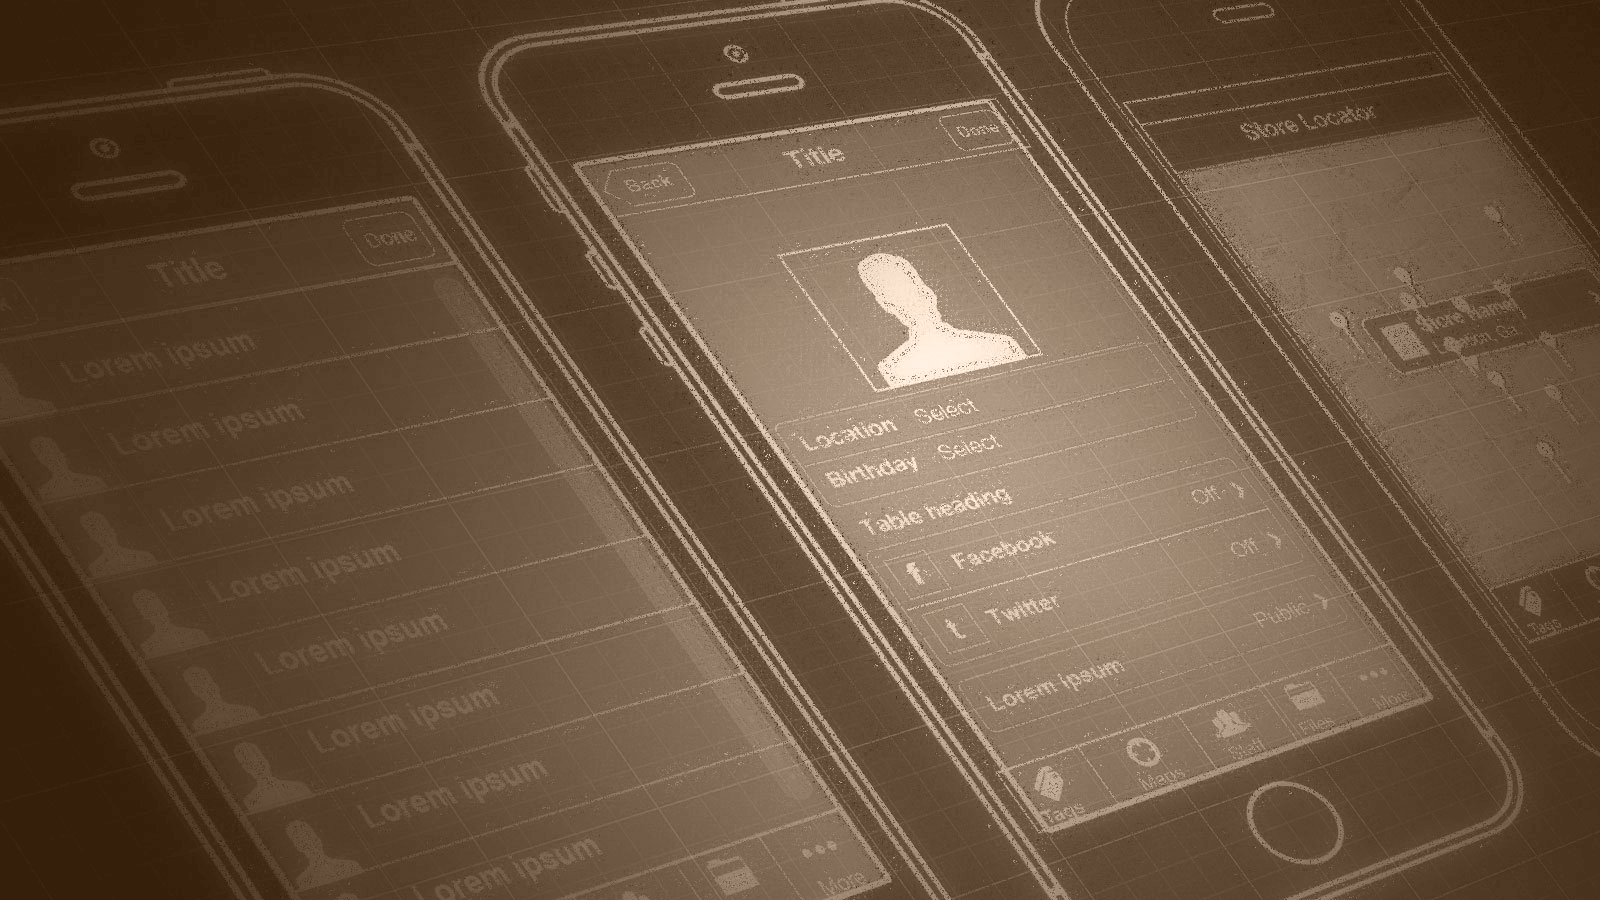 Title
Done
Lorem ipsum
Lorem ipsum
Lorem ipsum
Lorem ipsum
Lorem ipsum
Lorem ipsum
Lorem ipsum
Lorem ipsum
More
Back
Title
Done
Location Select
Birthday Select
Table heading
f Facebook Off
t Twitter Off
Lorem ipsum Public
Tags Maps Staff Files More
Store Locator
Store Name
Tags